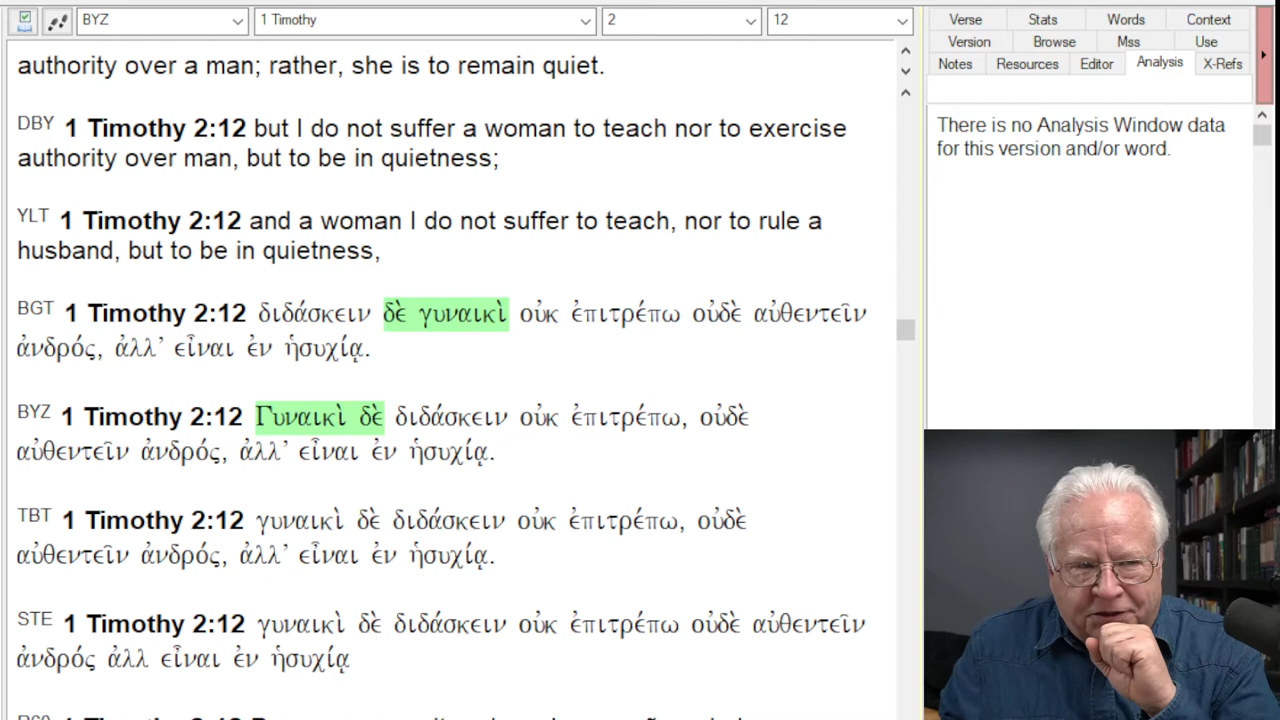 BYZ 1 Timothy 2 12
authority over a man; rather, she is to remain quiet.
DBY 1 Timothy 2:12 but I do not suffer a woman to teach nor to exercise
authority over man, but to be in quietness;
YLT 1 Timothy 2:12 and a woman I do not suffer to teach, nor to rule a
husband, but to be in quietness,
BGT 1 Timothy 2:12 διδάσκειν δὲ γυναικὶ οὐκ ἐπιτρέπω οὐδὲ αὐθεντεῖν
ἀνδρός, ἀλλ’ εἶναι ἐν ἡσυχίᾳ.
BYZ 1 Timothy 2:12 Γυναικὶ δὲ διδάσκειν οὐκ ἐπιτρέπω, οὐδὲ
αὐθεντεῖν ἀνδρός, ἀλλ’ εἶναι ἐν ἡσυχίᾳ.
TBT 1 Timothy 2:12 γυναικὶ δὲ διδάσκειν οὐκ ἐπιτρέπω, οὐδὲ
αὐθεντεῖν ἀνδρός, ἀλλ’ εἶναι ἐν ἡσυχίᾳ.
STE 1 Timothy 2:12 γυναικὶ δὲ διδάσκειν οὐκ ἐπιτρέπω οὐδὲ αὐθεντεῖν
ἀνδρός ἀλλ εἶναι ἐν ἡσυχίᾳ
1 Timothy 2:12
Verse Stats Words Context
Version Browse Mss Use
Notes Resources Editor Analysis X-Refs
There is no Analysis Window data
for this version and/or word.